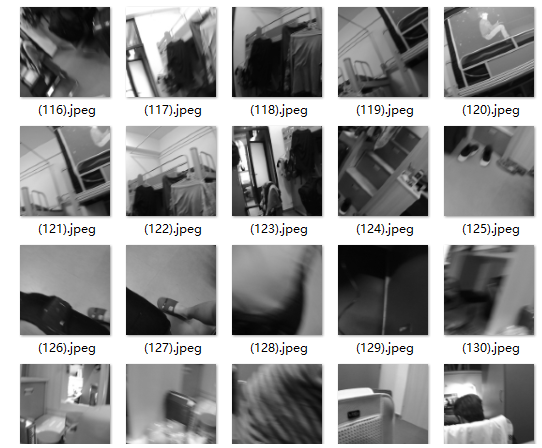 (116).jpeg (117).jpeg (118).jpeg (119).jpeg (120).jpeg
(121).jpeg (122).jpeg (123).jpeg (124).jpeg (125).jpeg
(126).jpeg (127).jpeg (128).jpeg (129).jpeg (130).jpeg